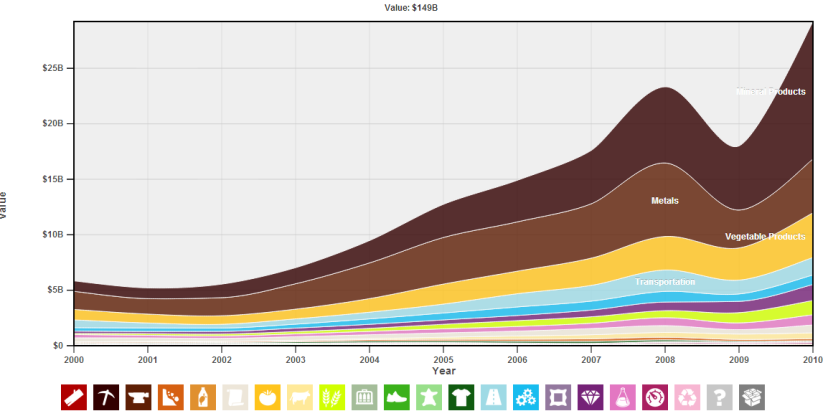 Value: $149B
$25B
$20B
$15B
$10B
$5B
$0
Value
Mineral Products
Metals
Vegetable Products
Transportation
2000 2001 2002 2003 2004 2005 2006 2007 2008 2009 2010
Year
?